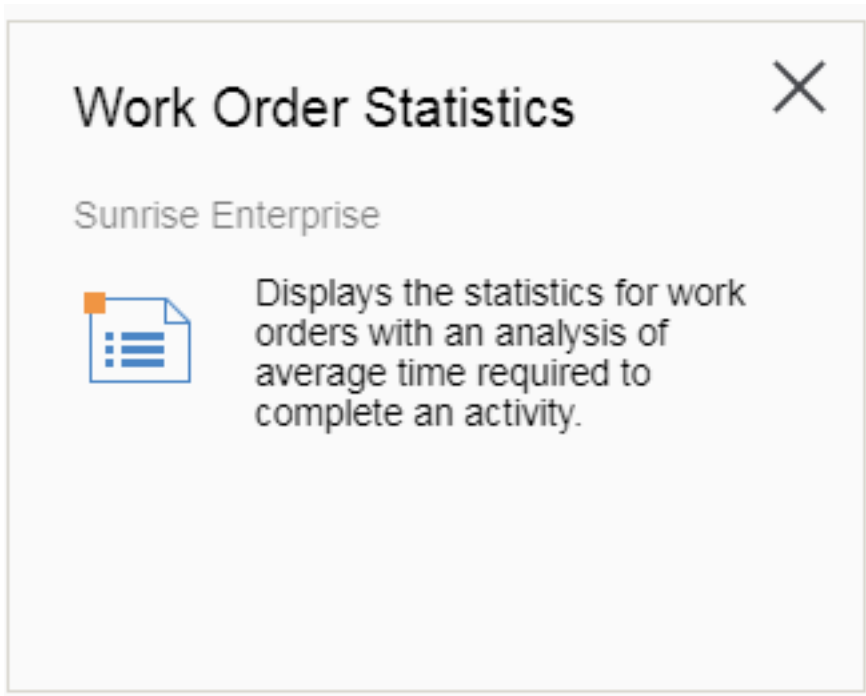 Work Order Statistics
Sunrise Enterprise
Displays the statistics for work
orders with an analysis of
average time required to
complete an activity.